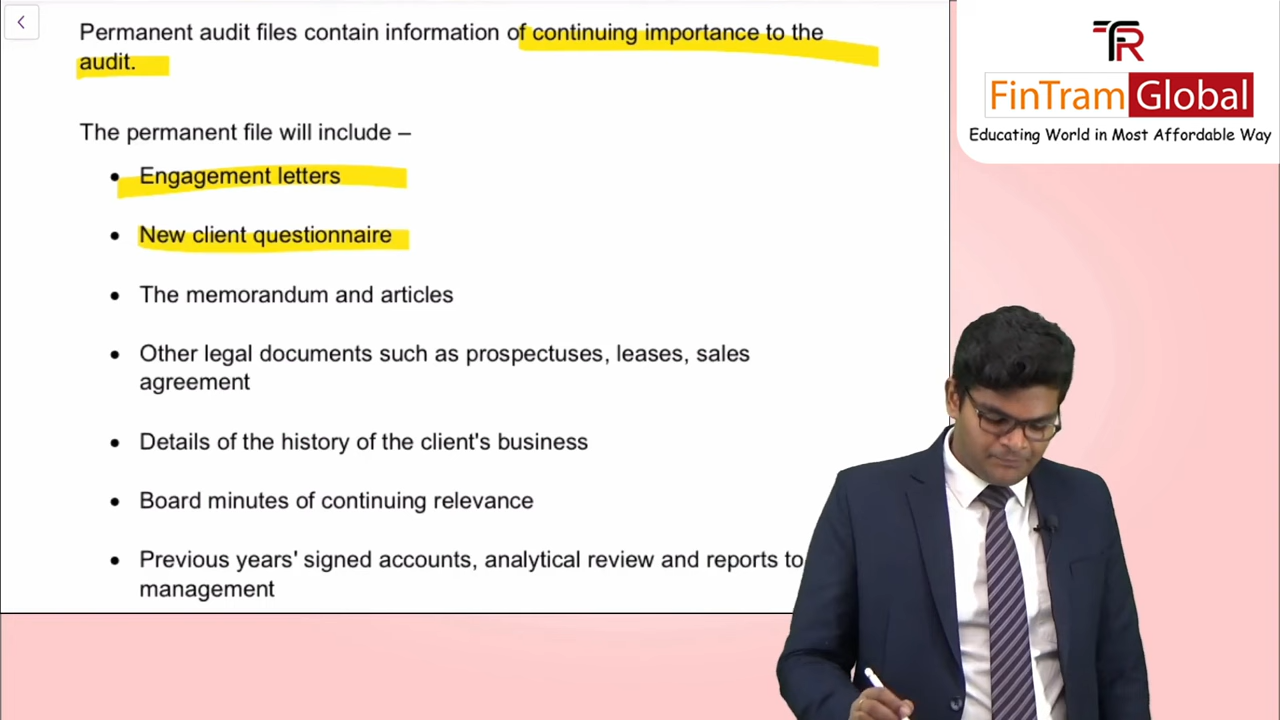 Permanent audit files contain information of continuing importance to the
audit.
The permanent file will include –
• Engagement letters
• New client questionnaire
• The memorandum and articles
• Other legal documents such as prospectuses, leases, sales
agreement
• Details of the history of the client's business
• Board minutes of continuing relevance
• Previous years' signed accounts, analytical review and reports to
management
TR
FinTram Global
Educating World in Most Affordable Way